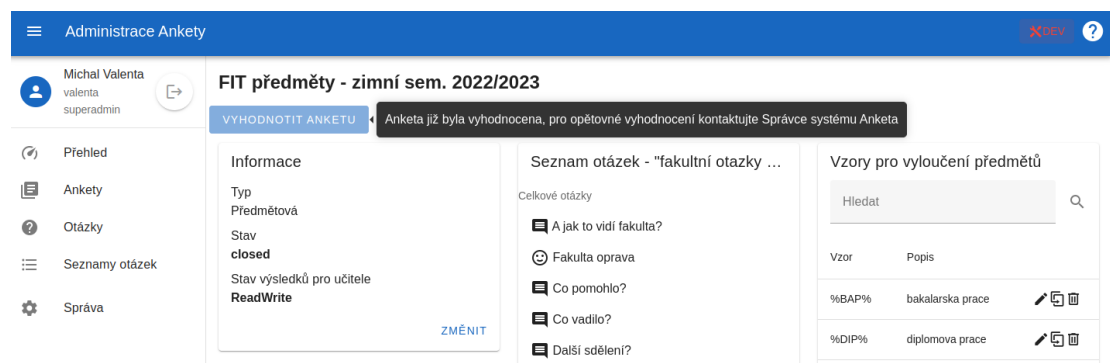 Administrace Ankety
DEV
Michal Valenta
valenta
superadmin
Přehled
Ankety
Otázky
Seznamy otázek
Správa
FIT předměty - zimní sem. 2022/2023
VYHODNOTIT ANKETU
Anketa již byla vyhodnocena, pro opětovné vyhodnocení kontaktujte Správce systému Anketa
Informace
Typ
Předmětová
Stav
closed
Stav výsledků pro učitele
ReadWrite
ZMĚNIT
Seznam otázek - "fakultní otazky ...
Celkové otázky
A jak to vidí fakulta?
Fakulta oprava
Co pomohlo?
Co vadilo?
Další sdělení?
Vzory pro vyloučení předmětů
Hledat
Vzor Popis
%BAP% bakalarska prace
%DIP% diplomova prace